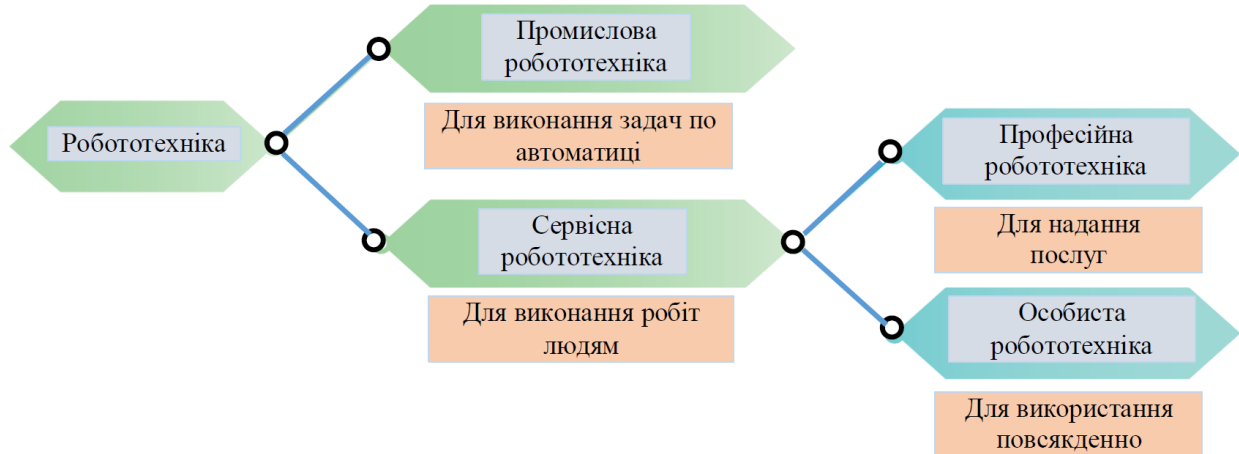 Робототехніка
Промислова
робототехніка
Для виконання задач по
автоматиці
Сервісна
робототехніка
Для виконання робіт
людям
Професійна
робототехніка
Для надання
послуг
Особиста
робототехніка
Для використання
повсякденно